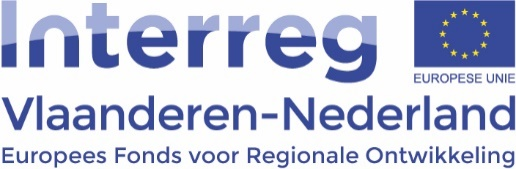 Interreg
EUROPESE UNIE
Vlaanderen-Nederland
Europees Fonds voor Regionale Ontwikkeling